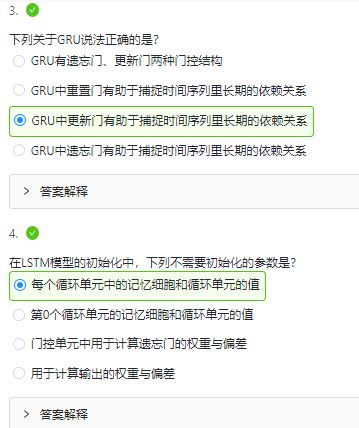 3.
下列关于GRU说法正确的是?
GRU有遗忘门、更新门两种门控结构
GRU中重置门有助于捕捉时间序列里长期的依赖关系
GRU中更新门有助于捕捉时间序列里长期的依赖关系
GRU中遗忘门有助于捕捉时间序列里长期的依赖关系
> 答案解释
4.
在LSTM模型的初始化中，下列不需要初始化的参数是?
每个循环单元中的记忆细胞和循环单元的值
第0个循环单元的记忆细胞和循环单元的值
门控单元中用于计算遗忘门的权重与偏差
用于计算输出的权重与偏差
> 答案解释